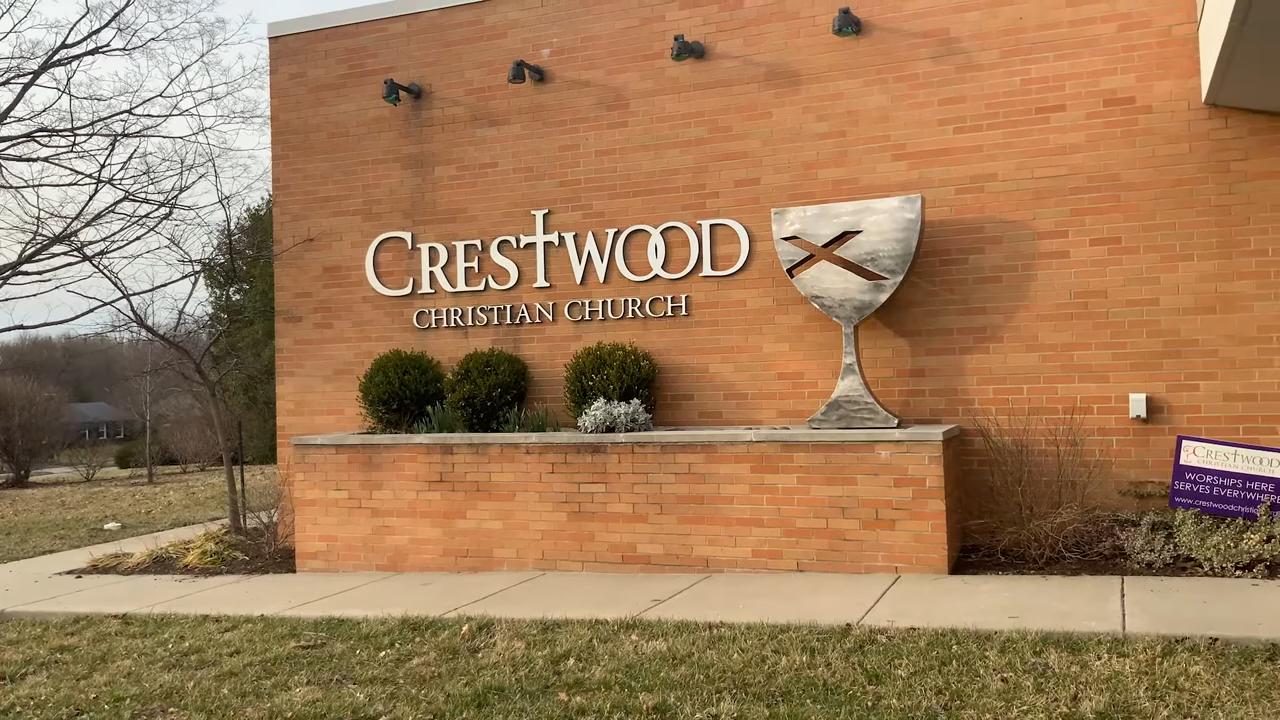 CRESTWOOD
CHRISTIAN CHURCH
CRESTWOOD
CHRISTIAN CHURCH
WORSHIPS HERE
SERVES EVERYWHERE